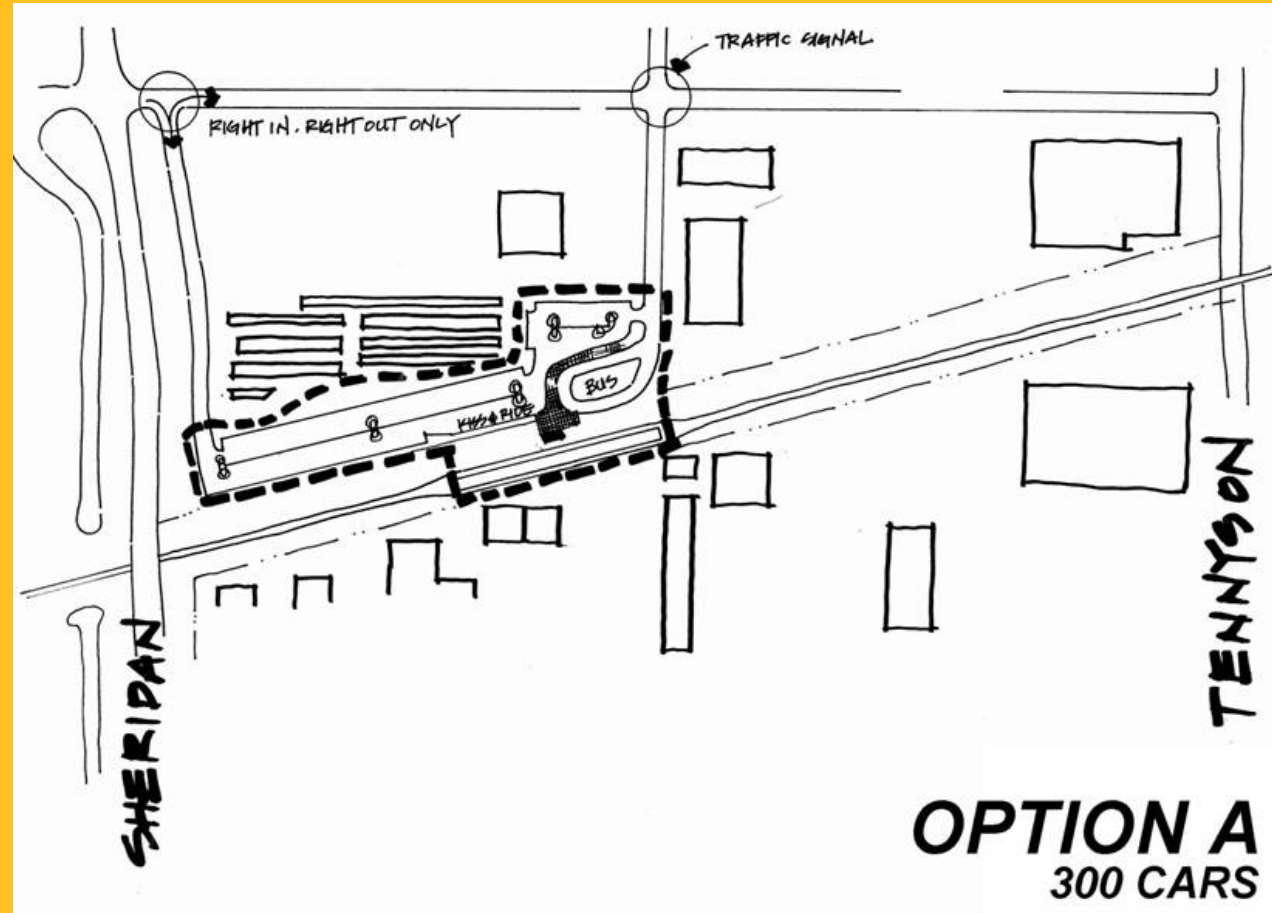 TRAFFIC SIGNAL
RIGHT IN, RIGHT OUT ONLY
BUS
KISS & RIDE
SHERIDAN
TENNYSON
OPTION A
300 CARS